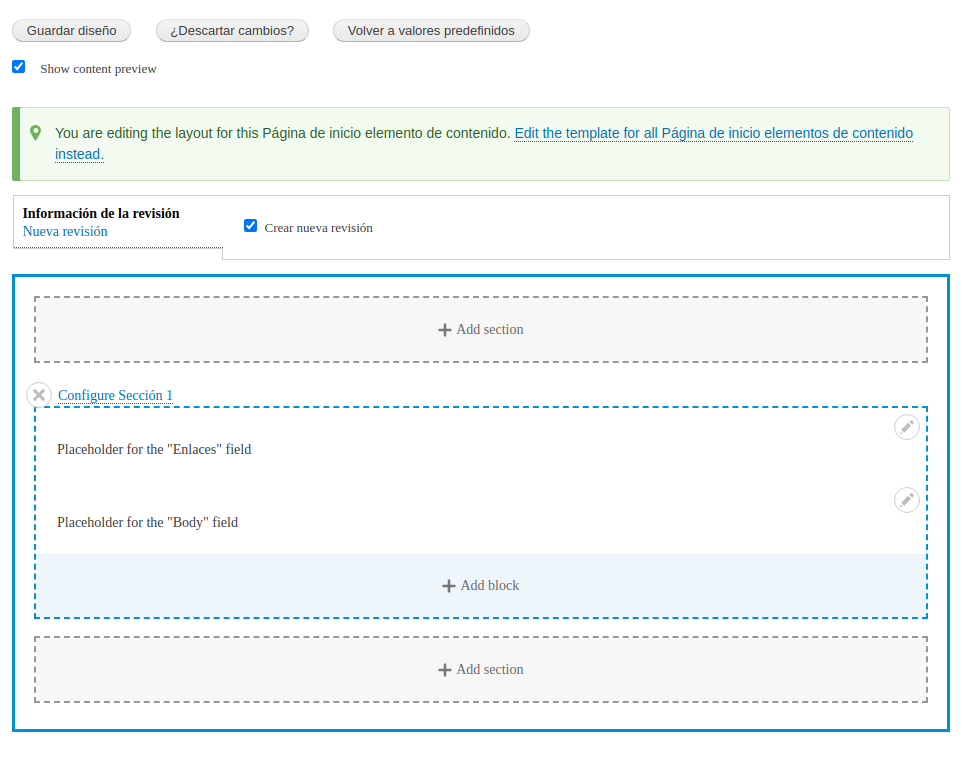 Guardar diseño ¿Descartar cambios? Volver a valores predefinidos
Show content preview
You are editing the layout for this Página de inicio elemento de contenido. Edit the template for all Página de inicio elementos de contenido
instead.
Información de la revisión
Nueva revisión
Crear nueva revisión
Add section
Configure Sección 1
Placeholder for the "Enlaces" field
Placeholder for the "Body" field
Add block
Add section